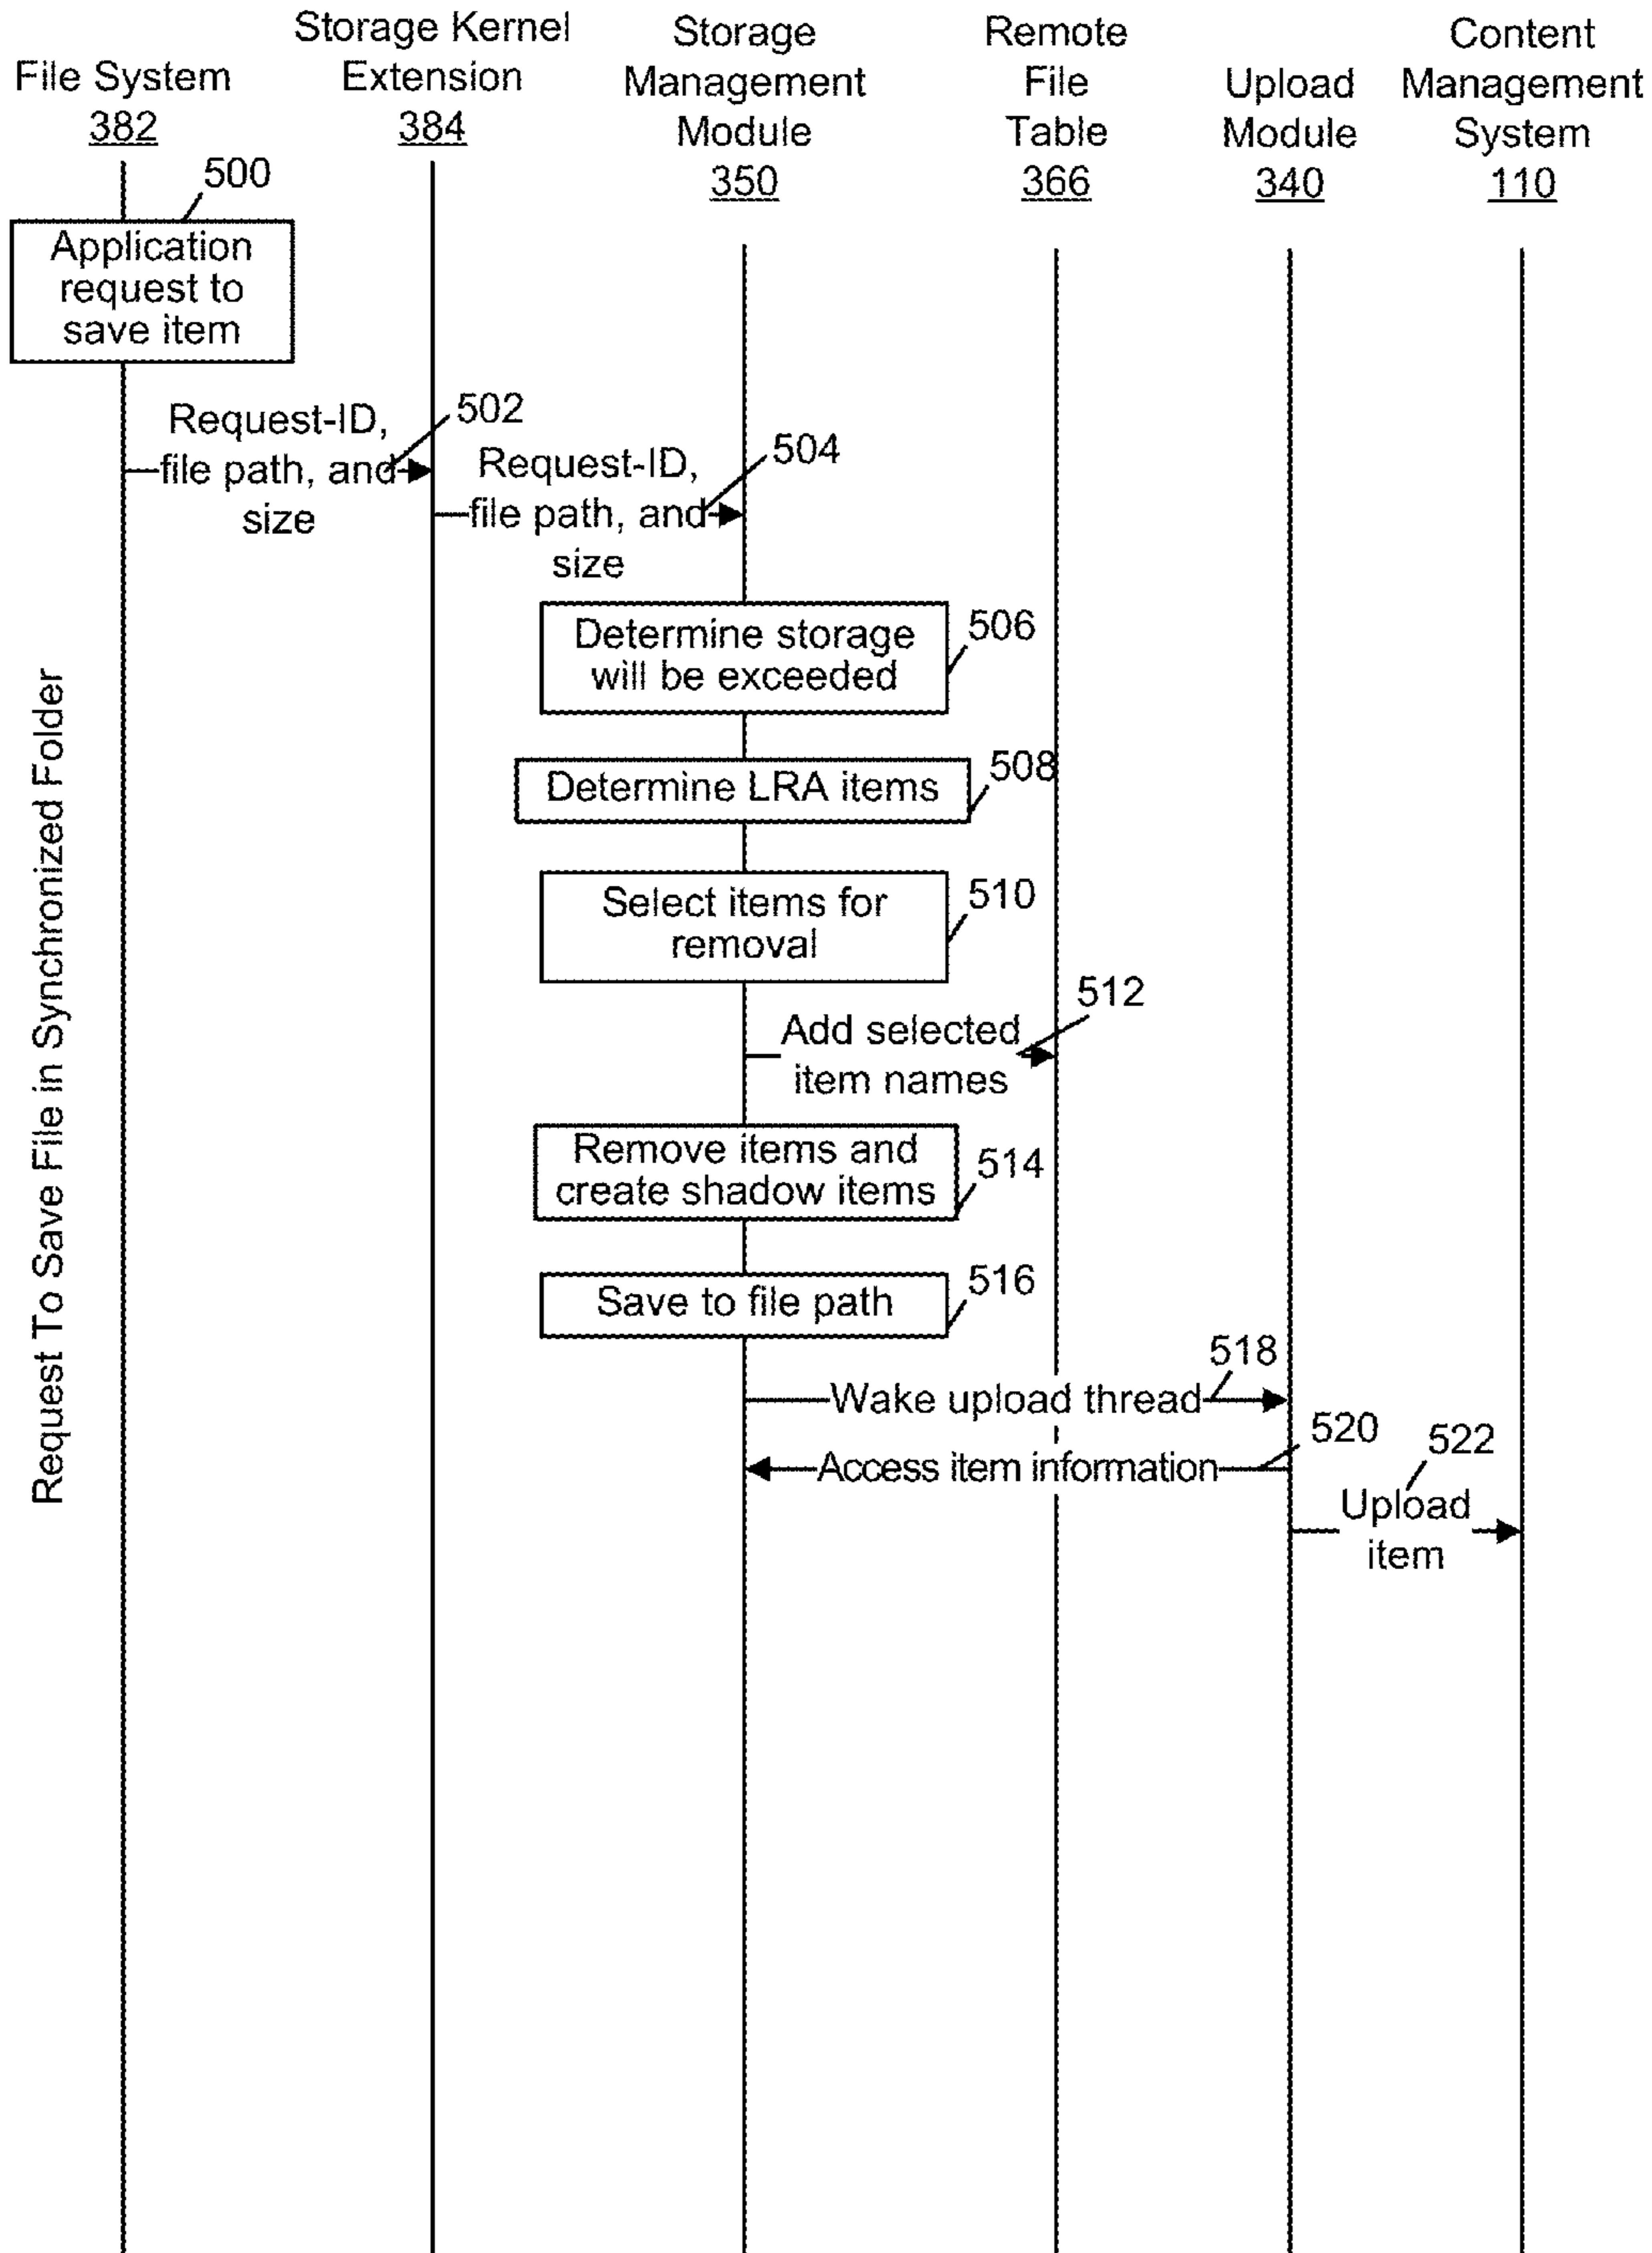 File System
382
Storage Kernel
Extension
384
Storage
Management
Module
350
Remote
File
Table
366
Upload
Module
340
Content
Management
System
110
500
Application
request to
save item
Request-ID,
file path, and
size
502
Request-ID,
file path, and
size
504
Determine storage
will be exceeded
506
Determine LRA items
508
Select items for
removal
510
Add selected
item names
512
Remove items and
create shadow items
514
Save to file path
516
Wake upload thread
518
Access item information
520
Upload
item
522
Request To Save File in Synchronized Folder